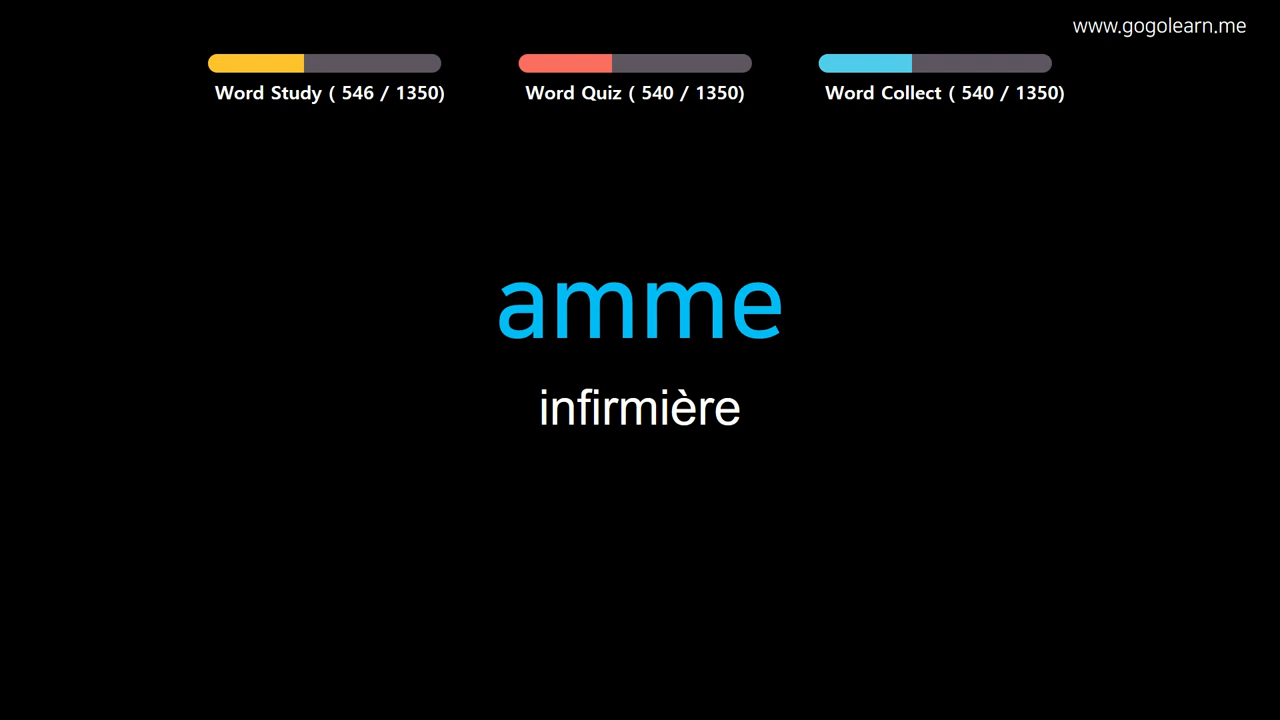 www.gogolearn.me
Word Study ( 546 / 1350)
Word Quiz ( 540 / 1350)
Word Collect ( 540 / 1350)
amme
infirmière